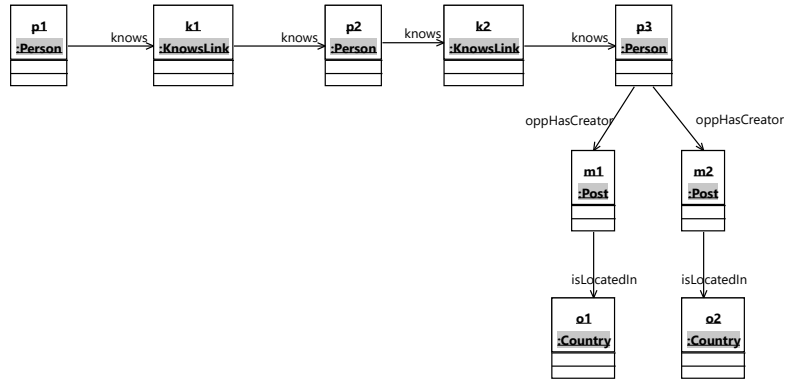 p1
:Person
knows
k1
:KnowsLink
knows
p2
:Person
knows
k2
:KnowsLink
knows
p3
:Person
oppHasCreator
oppHasCreator
m1
:Post
m2
:Post
isLocatedIn
isLocatedIn
o1
:Country
o2
:Country